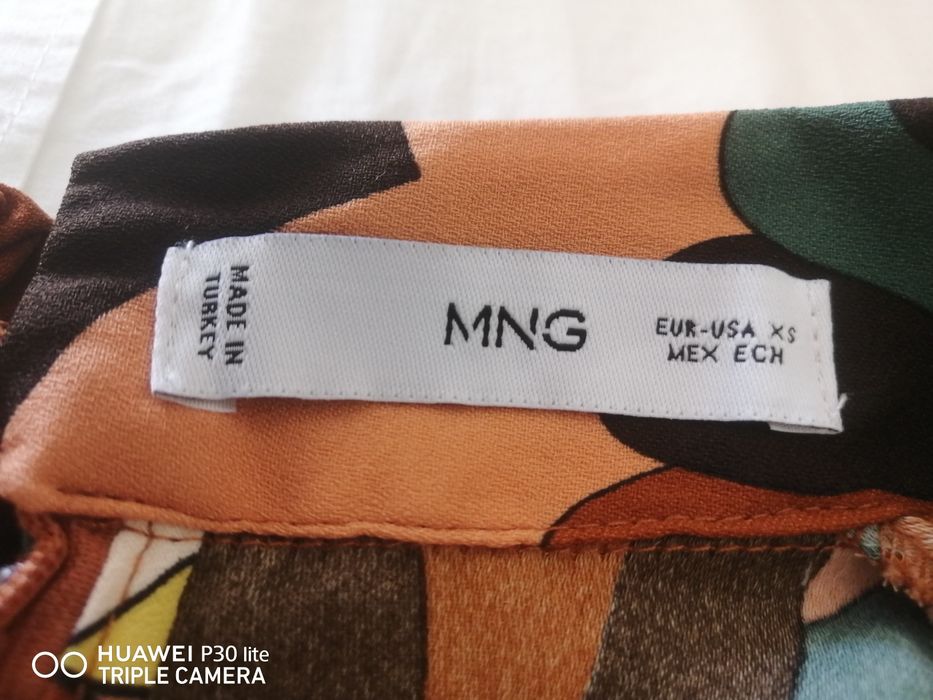 MADE IN
TURKEY
MNG
EUR-USA XS
MEX ECH
HUAWEI P30 lite
TRIPLE CAMERA